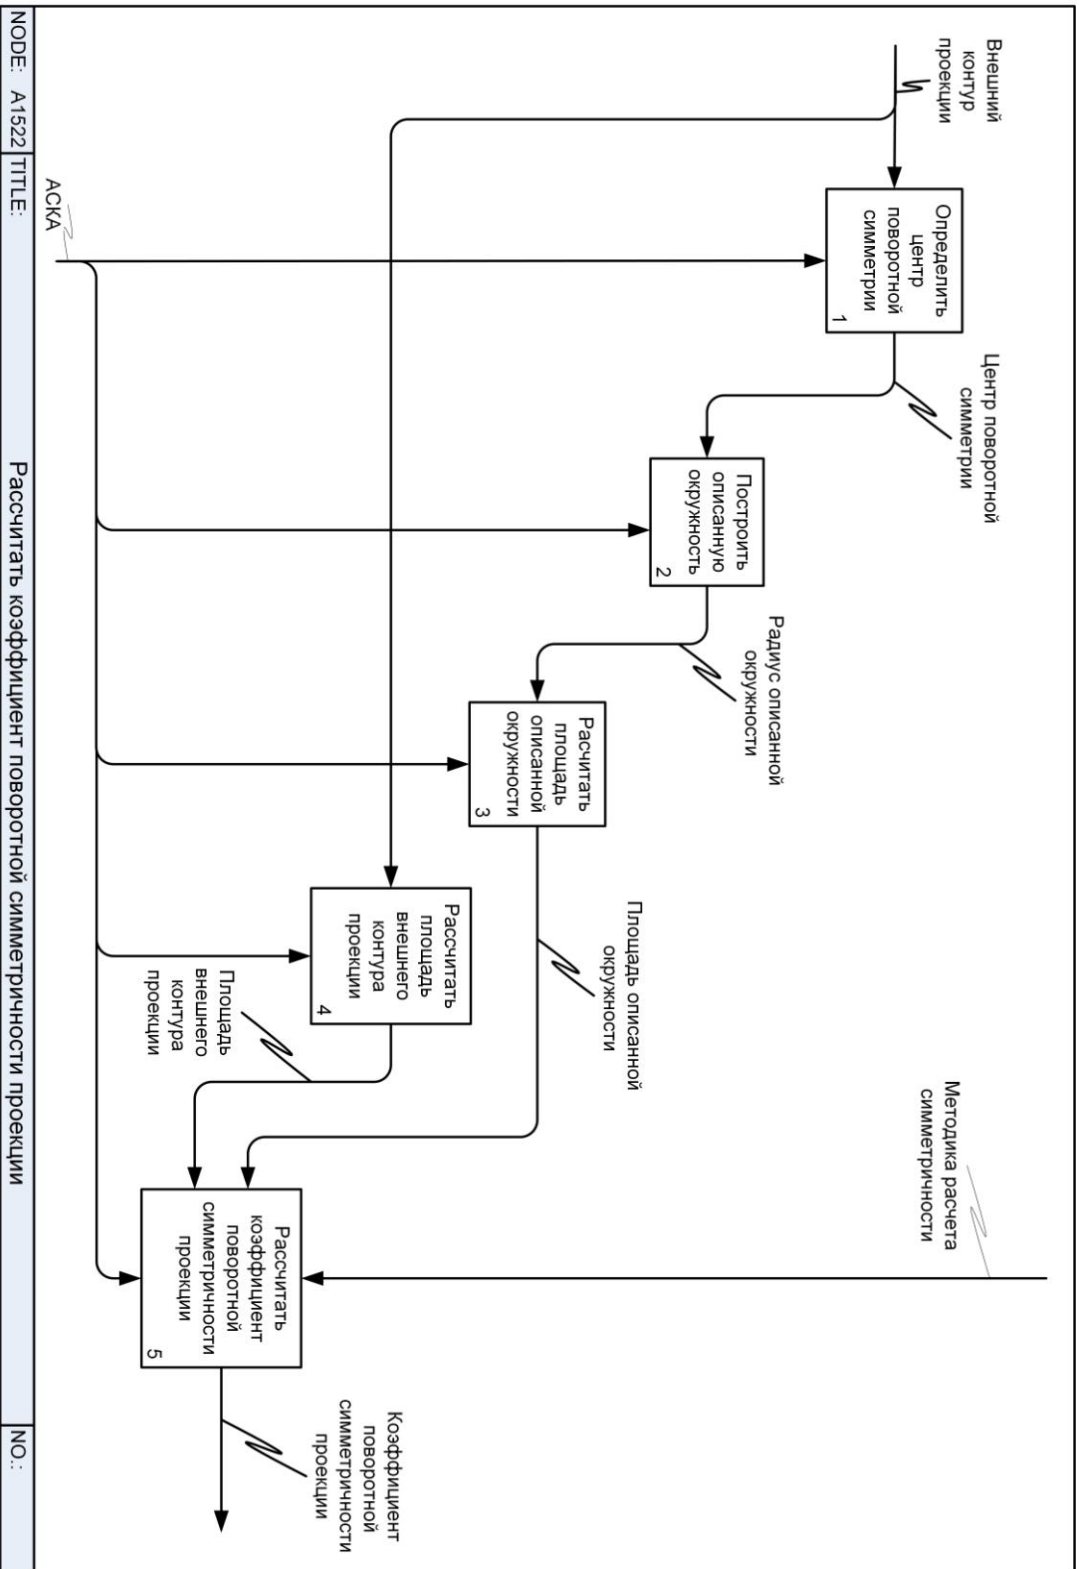 Внешний
контур
проекции
Определить
центр
поворотной
симметрии
1
Центр поворотной
симметрии
Построить
описанную
окружность
2
Радиус описанной
окружности
Расчитать
площадь
описанной
окружности
3
Площадь описанной
окружности
Рассчитать
площадь
внешнего
контура
проекции
4
Площадь
внешнего
контура
проекции
Методика расчета
симметричности
Рассчитать
коэффициент
поворотной
симметричности
проекции
5
Коэффициент
поворотной
симметричности
проекции
АСКА
NODE: A1522
TITLE:
Рассчитать коэффициент поворотной симметричности проекции
NO.: